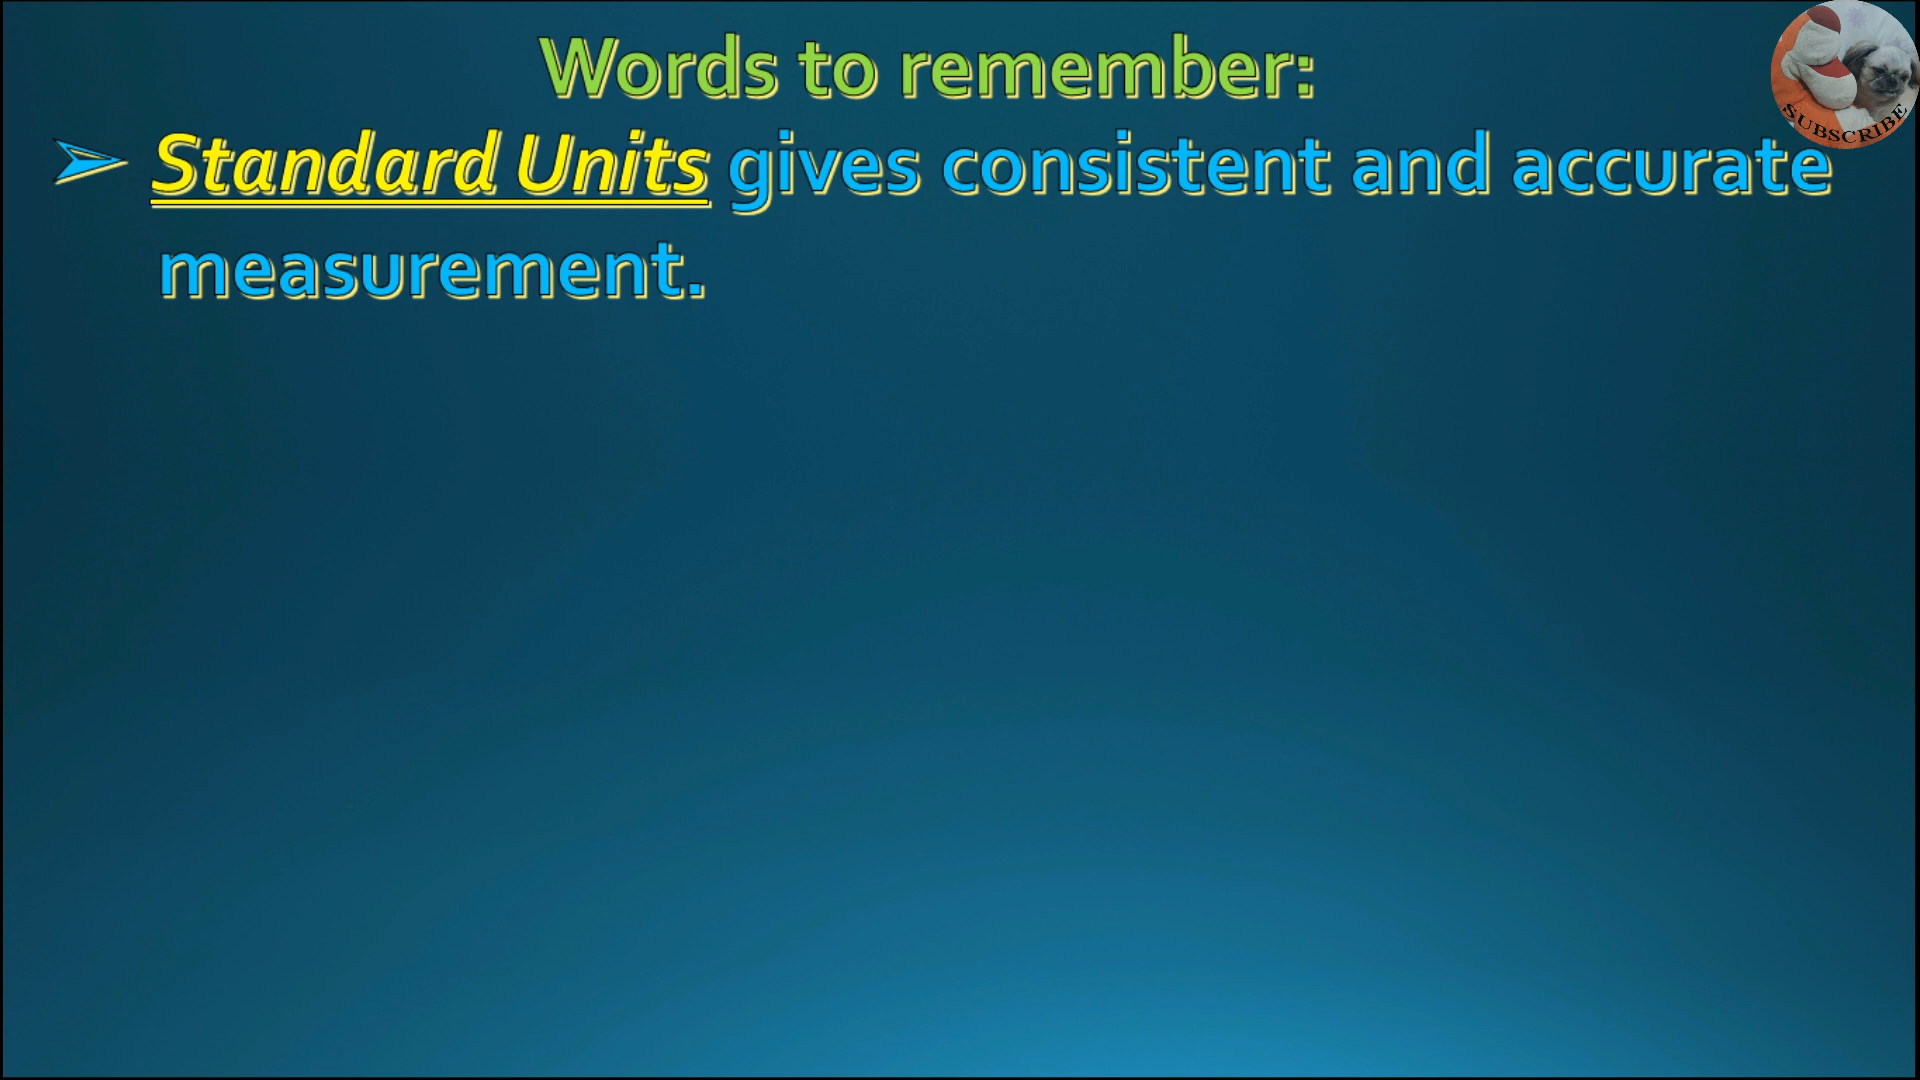 Words to remember:
➢ Standard Units gives consistent and accurate
measurement.
SUBSCRIBE